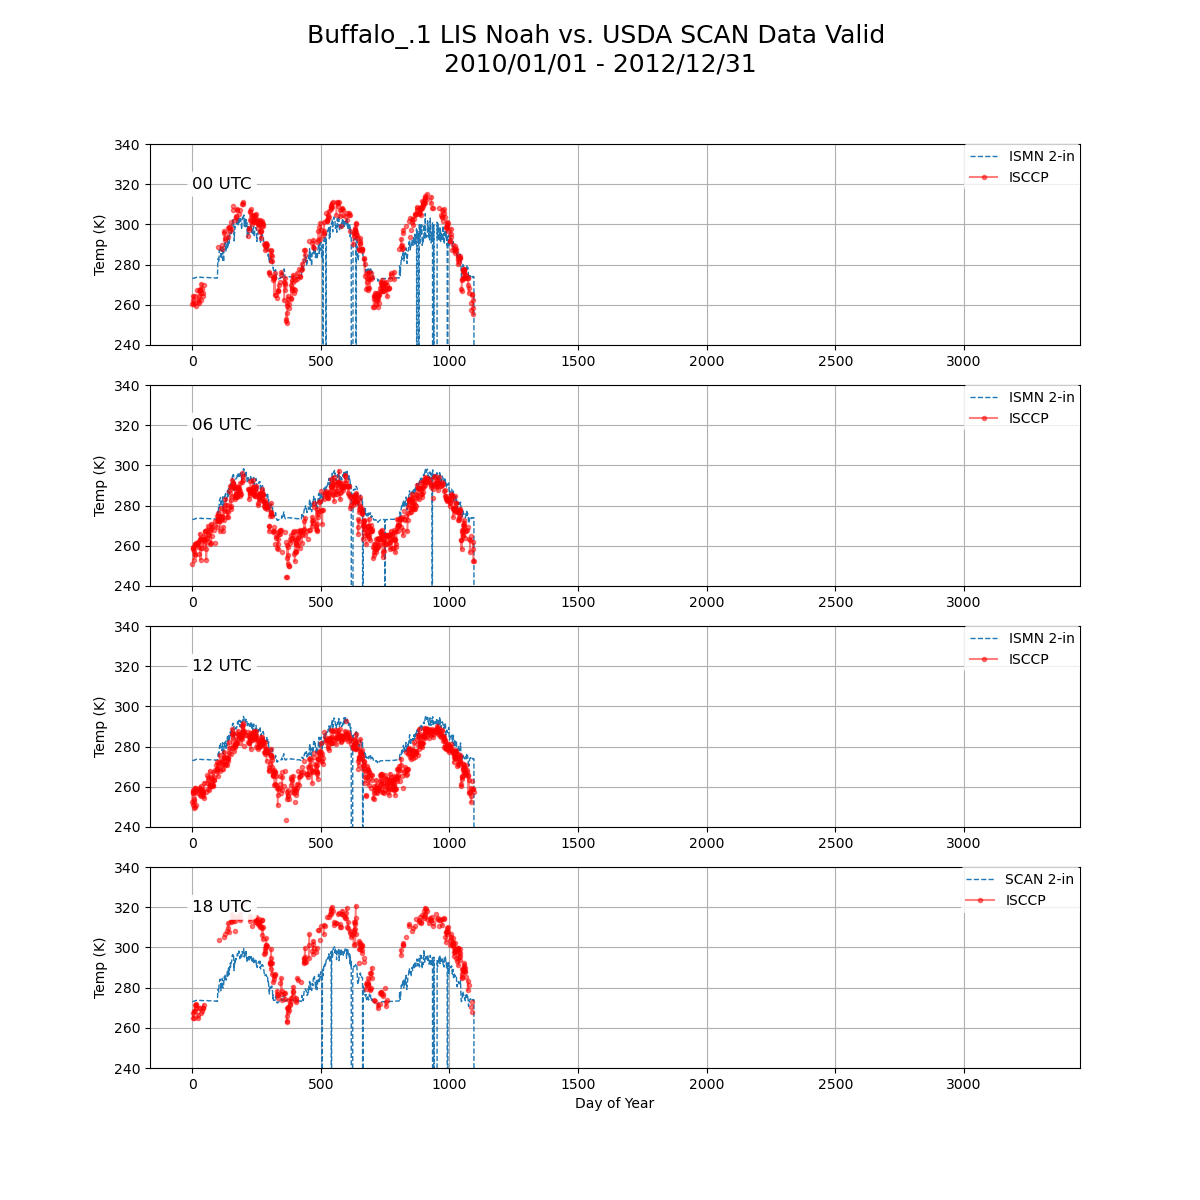 Buffalo_.1 LIS Noah vs. USDA SCAN Data Valid
2010/01/01 - 2012/12/31
340
320
300
280
260
240
Temp (K)
00 UTC
ISMN 2-in
ISCCP
0 500 1000 1500 2000 2500 3000
340
320
300
280
260
240
Temp (K)
06 UTC
ISMN 2-in
ISCCP
0 500 1000 1500 2000 2500 3000
340
320
300
280
260
240
Temp (K)
12 UTC
ISMN 2-in
ISCCP
0 500 1000 1500 2000 2500 3000
340
320
300
280
260
240
Temp (K)
18 UTC
SCAN 2-in
ISCCP
0 500 1000 1500 2000 2500 3000
Day of Year